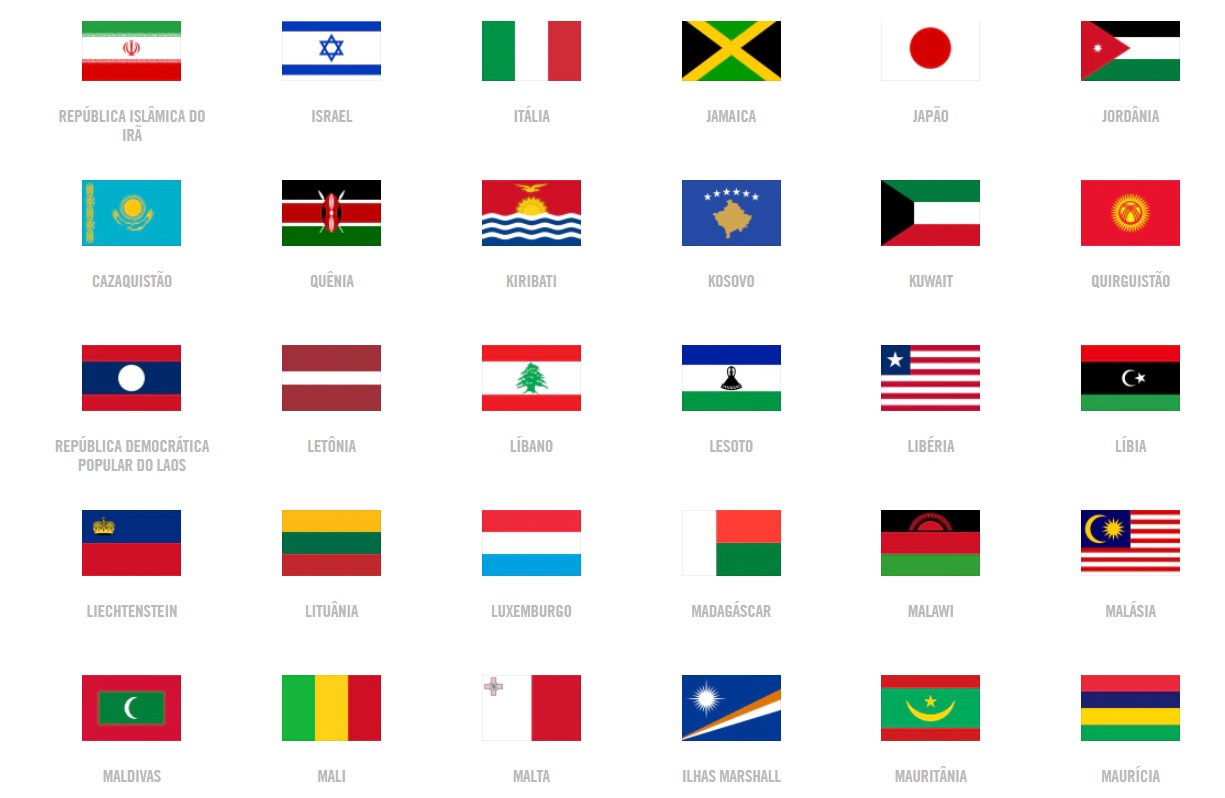 REPÚBLICA ISLÂMICA DO
IRÃ
ISRAEL
ITÁLIA
JAMAICA
JAPÃO
JORDÂNIA
CAZAQUISTÃO
QUÊNIA
KIRIBATI
KOSOVO
KUWAIT
QUIRGUISTÃO
REPÚBLICA DEMOCRÁTICA
POPULAR DO LAOS
LETÔNIA
LÍBANO
LESOTO
LIBÉRIA
LÍBIA
LIECHTENSTEIN
LITUÂNIA
LUXEMBURGO
MADAGÁSCAR
MALAWI
MALÁSIA
MALDIVAS
MALI
MALTA
ILHAS MARSHALL
MAURITÂNIA
MAURÍCIA